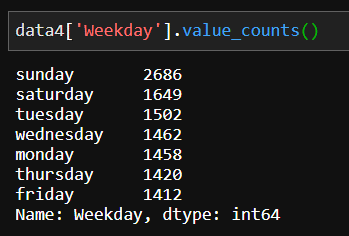 data4['Weekday'].value_counts()
sunday 2686
saturday 1649
tuesday 1502
wednesday 1462
monday 1458
thursday 1420
friday 1412
Name: Weekday, dtype: int64